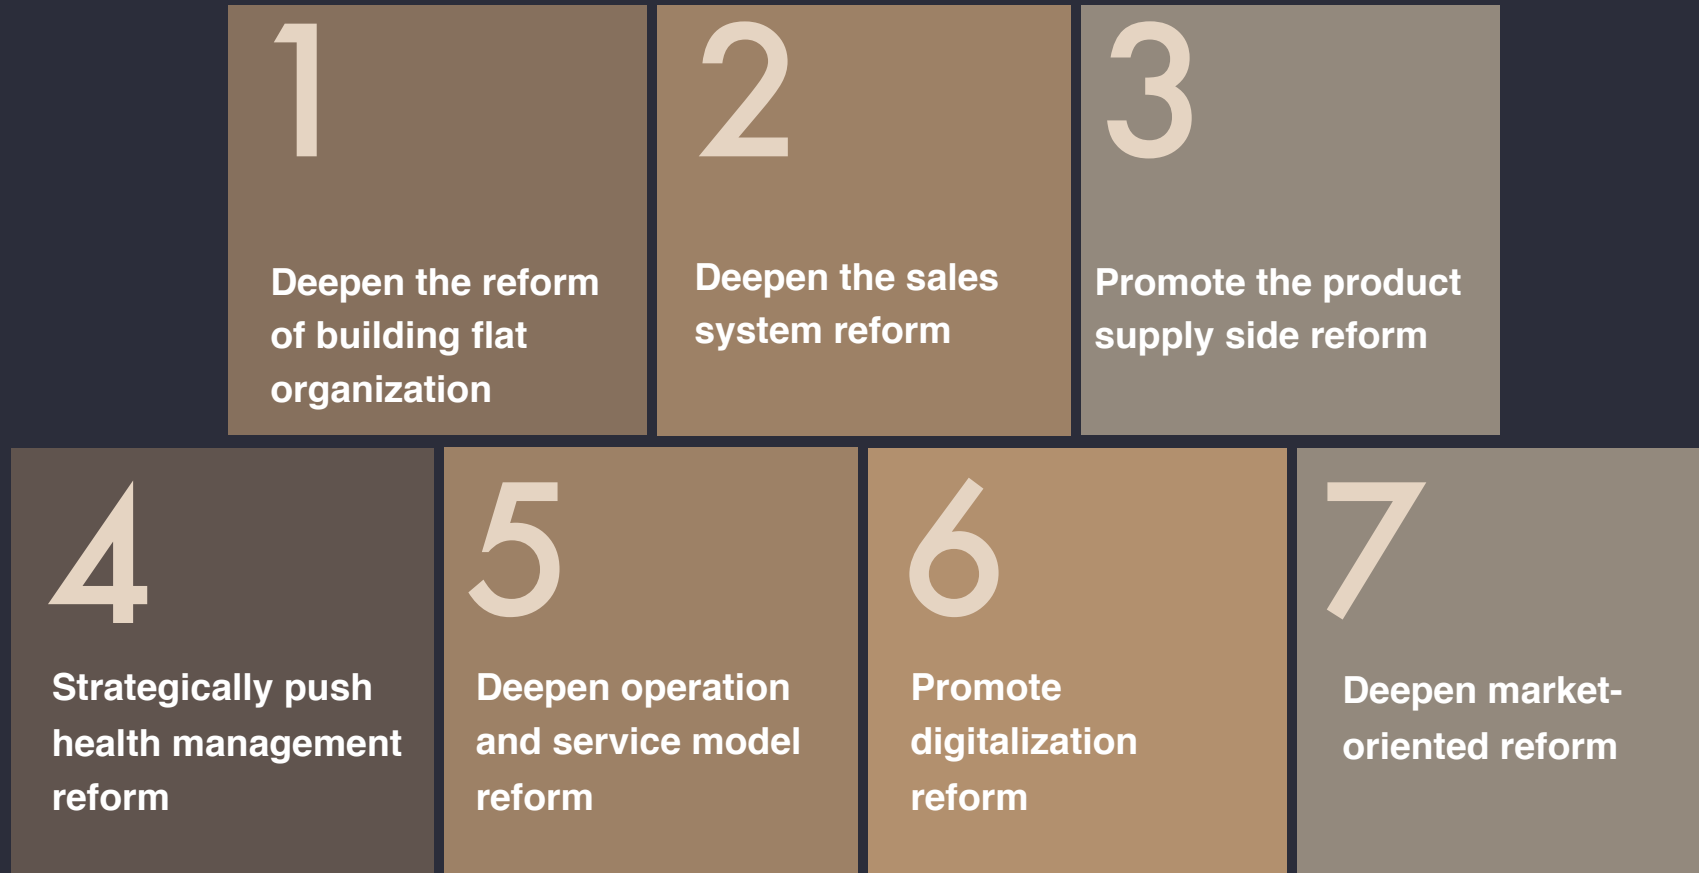 1
Deepen the reform
of building flat
organization
2
Deepen the sales
system reform
3
Promote the product
supply side reform
4
Strategically push
health management
reform
5
Deepen operation
and service model
reform
6
Promote
digitalization
reform
7
Deepen market-
oriented reform